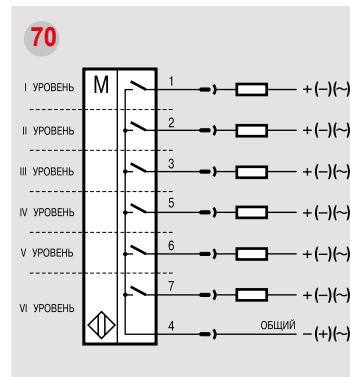 70
M
I УРОВЕНЬ 1 +(–)(~)
II УРОВЕНЬ 2 +(–)(~)
III УРОВЕНЬ 3 +(–)(~)
IV УРОВЕНЬ 5 +(–)(~)
V УРОВЕНЬ 6 +(–)(~)
VI УРОВЕНЬ 7 +(–)(~)
4 ОБЩИЙ –(+)(~)